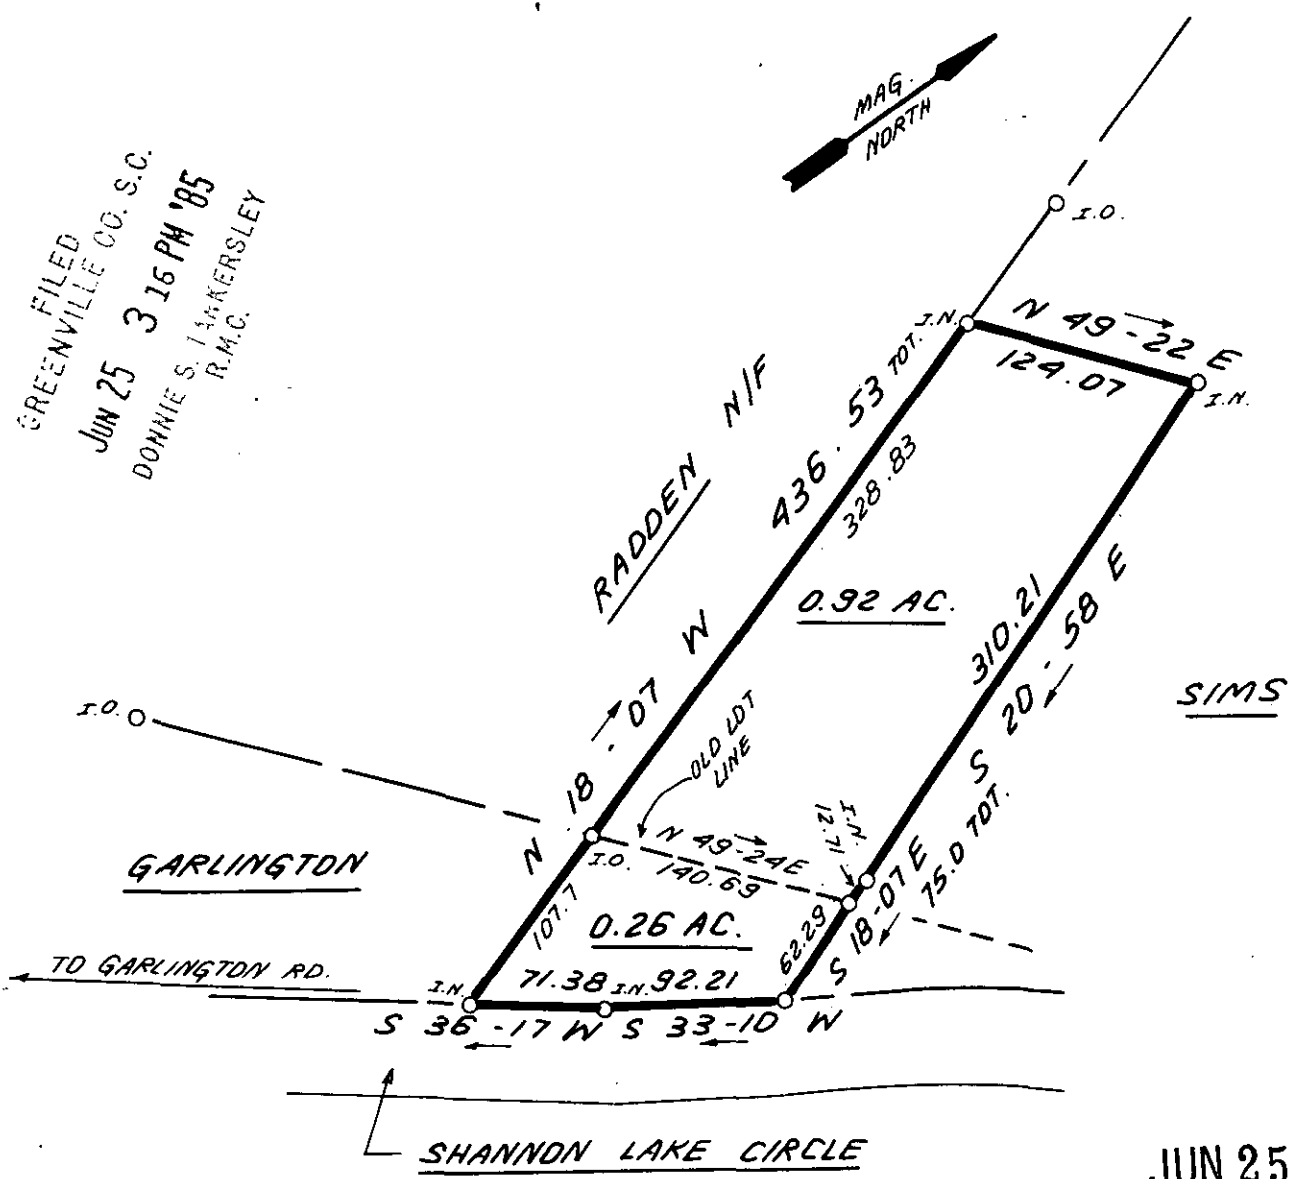 FILED
GREENVILLE CO. S.C.
JUN 25 3 16 PM '85
DONNIE S. TANKERSLEY
R.M.C.
MAG.
NORTH
I.O.
I.N.
N 49-22 E
124.07
I.N.
RADDEN N/F
436.53 TOT.
328.83
0.92 AC.
310.21
S 20-58 E
SIMS
N 18-07 W
I.O.
OLD LOT
LINE
N 49-24E
140.69
I.O.
I.N.
12.71
S 18-07 E
75.0 TOT.
62.29
GARLINGTON
107.7
0.26 AC.
TO GARLINGTON RD.
I.N.
71.38 I.N. 92.21
S 36-17 W S 33-10 W
SHANNON LAKE CIRCLE
JUN 25